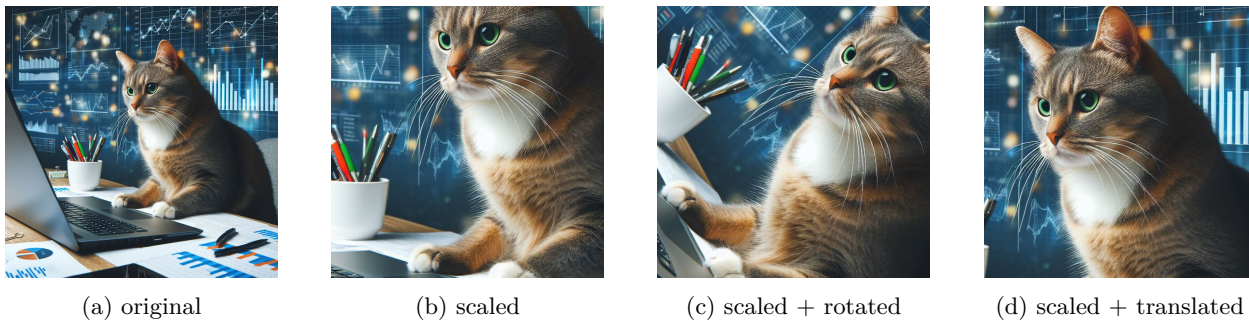 (a) original
(b) scaled
(c) scaled + rotated
(d) scaled + translated